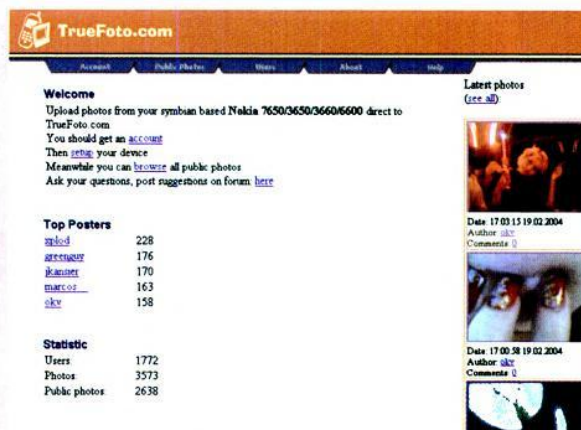 TrueFoto.com
Account Public Photos Users About Help
Welcome
Upload photos from your symbian based Nokia 7650/3650/3660/6600 direct to
TrueFoto.com
You should get an account
Then setup your device
Meanwhile you can browse all public photos
Ask your questions, post suggestions on forum: here
Top Posters
xplod 228
greenguy 176
jkanner 170
marcos 163
okv 158
Statistic
Users: 1772
Photos: 3573
Public photos: 2638
Latest photos
(see all):
Date: 17:03:15 19.02.2004
Author: okv
Comments: 0
Date: 17:00:58 19.02.2004
Author: okv
Comments: 0